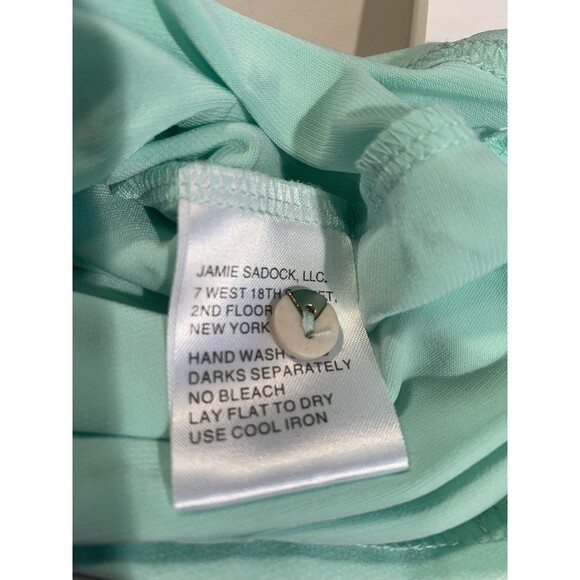 JAMIE SADOCK, LLC.
7 WEST 18TH
2ND FLOOR
NEW YORK
HAND WASH
DARKS SEPARATELY
NO BLEACH
LAY FLAT TO DRY
USE COOL IRON